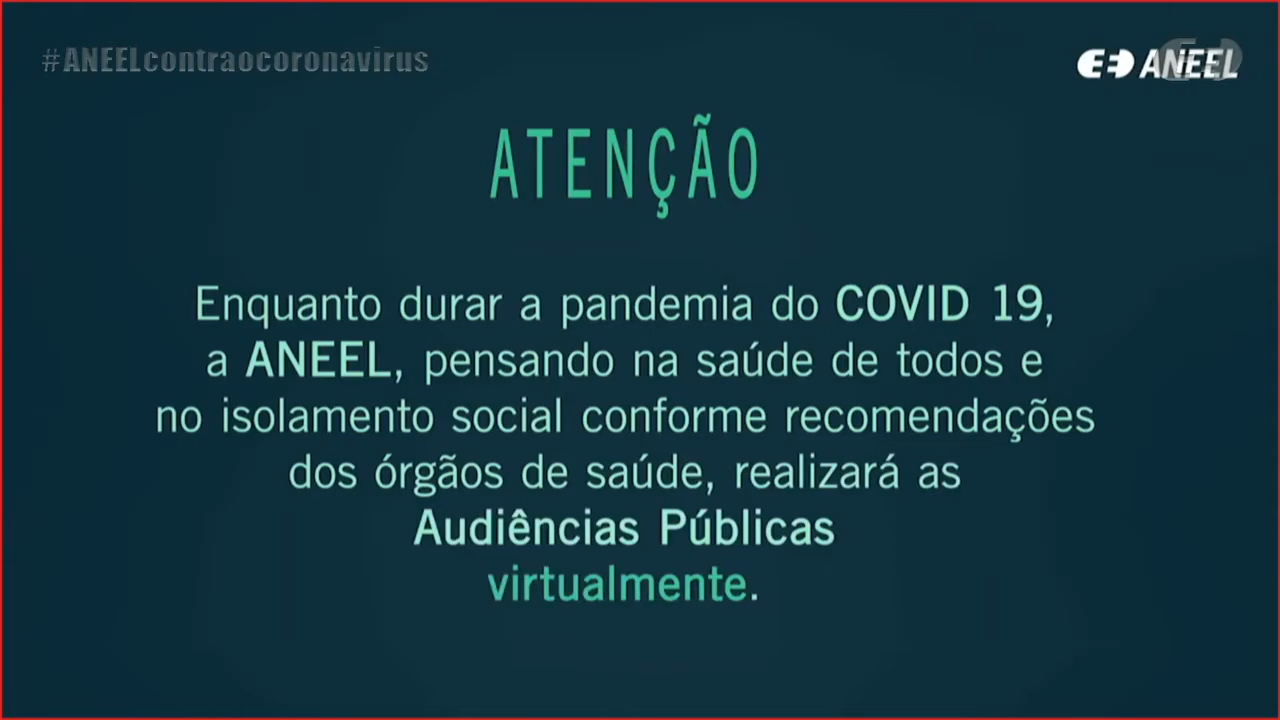 #ANEELcontraocoronavirus
ANEEL
ATENÇÃO
Enquanto durar a pandemia do COVID 19,
a ANEEL, pensando na saúde de todos e
no isolamento social conforme recomendações
dos órgãos de saúde, realizará as
Audiências Públicas
virtualmente.